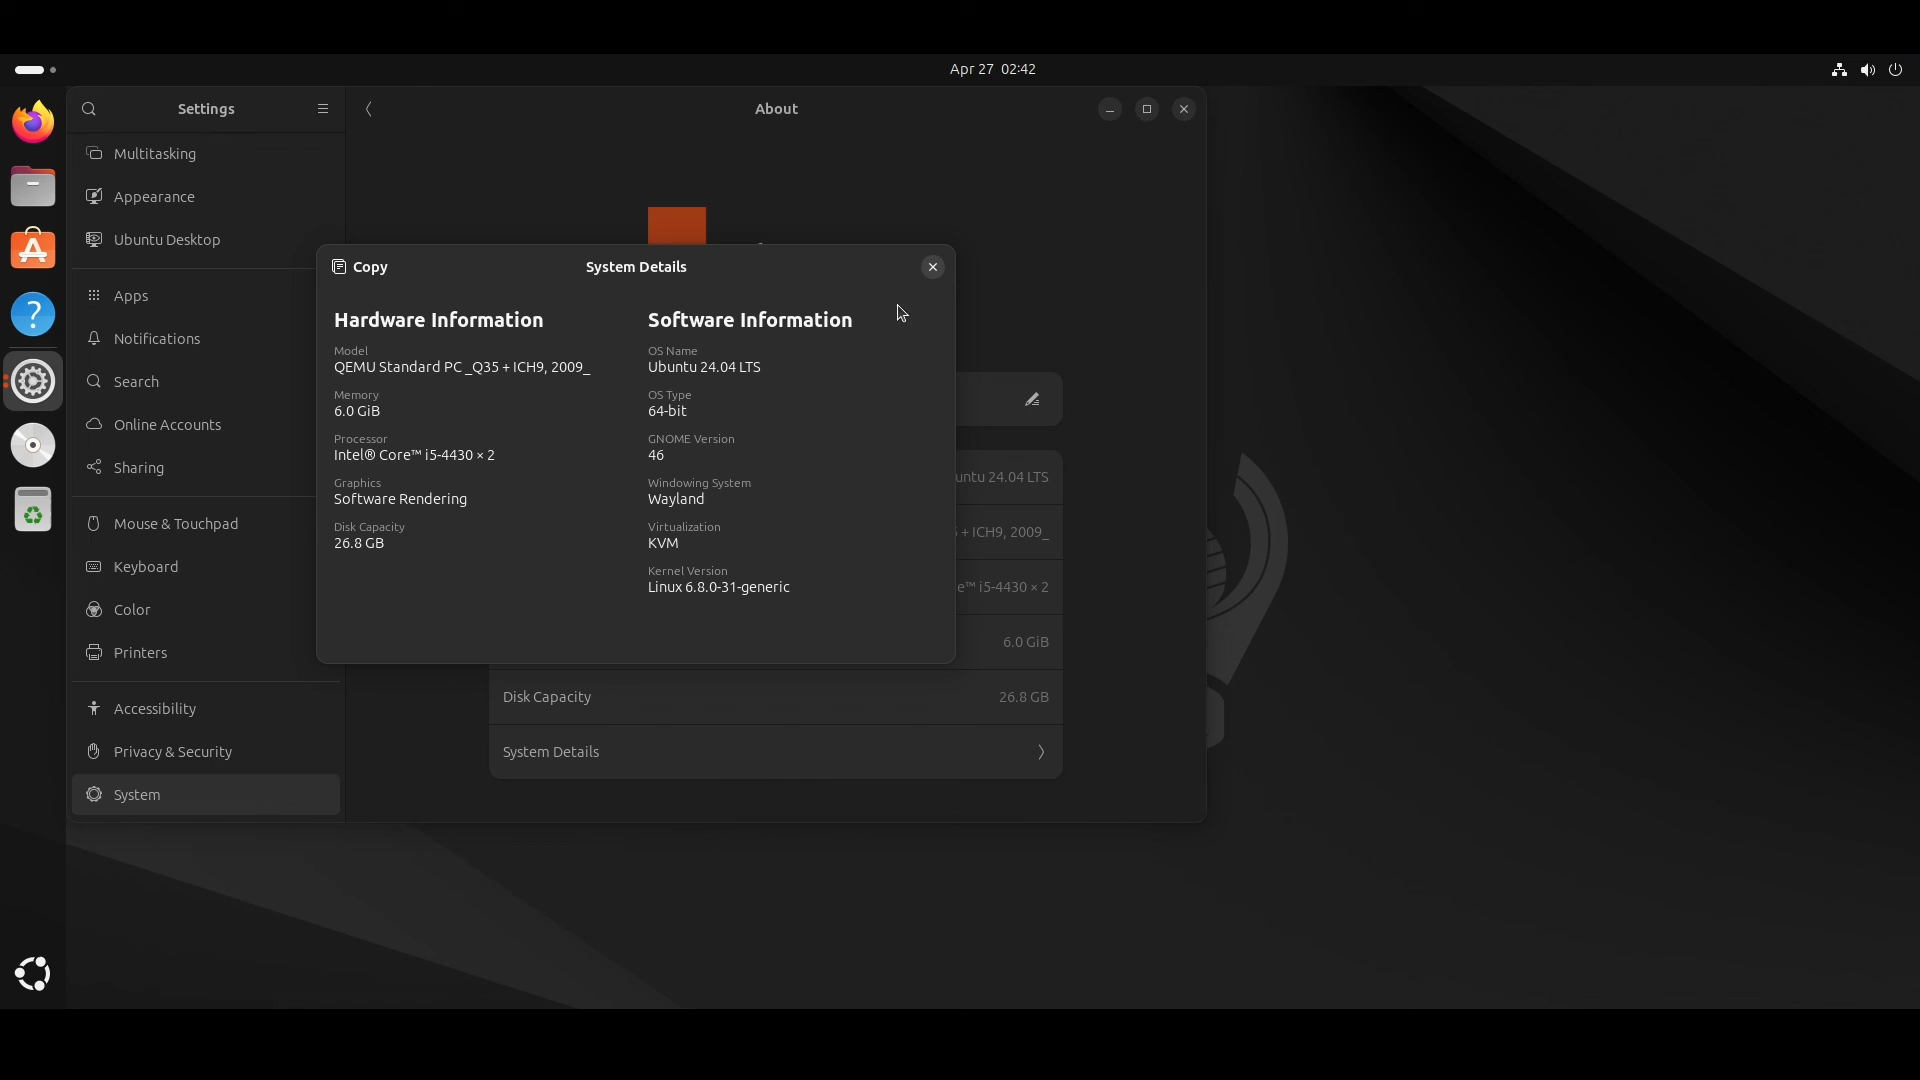 Apr 27 02:42
Settings
About
Multitasking
Appearance
Ubuntu Desktop
Apps
Notifications
Search
Online Accounts
Sharing
Mouse & Touchpad
Keyboard
Color
Printers
Accessibility
Privacy & Security
System
Copy
System Details
Hardware Information
Model
QEMU Standard PC _Q35 + ICH9, 2009_
Memory
6.0 GiB
Processor
Intel® Core™ i5-4430 × 2
Graphics
Software Rendering
Disk Capacity
26.8 GB
Software Information
OS Name
Ubuntu 24.04 LTS
OS Type
64-bit
GNOME Version
46
Windowing System
Wayland
Virtualization
KVM
Kernel Version
Linux 6.8.0-31-generic
untu 24.04 LTS
+ ICH9, 2009_
e™ i5-4430 × 2
6.0 GiB
Disk Capacity 26.8 GB
System Details